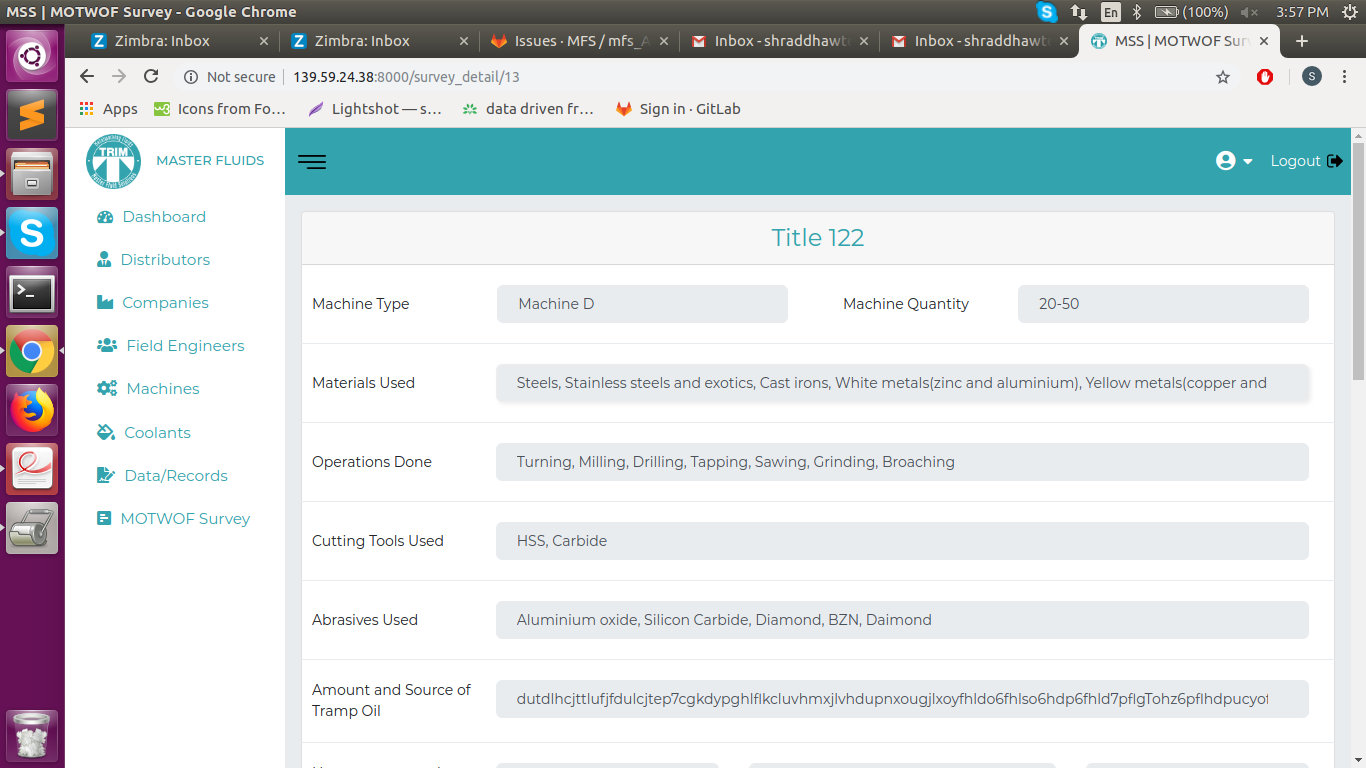 MSS | MOTWOF Survey - Google Chrome
En
(100%)
3:57 PM
Zimbra: Inbox
Zimbra: Inbox
Issues · MFS / mfs_A
Inbox - shraddhawt
Inbox - shraddhawt
MSS | MOTWOF Sur
Not secure
139.59.24.38:8000/survey_detail/13
S
Apps
Icons from Fo...
Lightshot — s...
data driven fr...
Sign in · GitLab
TRIM
MASTER FLUIDS
Logout
Dashboard
Distributors
Companies
Field Engineers
Machines
Coolants
Data/Records
MOTWOF Survey
Title 122
Machine Type
Machine D
Machine Quantity
20-50
Materials Used
Steels, Stainless steels and exotics, Cast irons, White metals(zinc and aluminium), Yellow metals(copper and
Operations Done
Turning, Milling, Drilling, Tapping, Sawing, Grinding, Broaching
Cutting Tools Used
HSS, Carbide
Abrasives Used
Aluminium oxide, Silicon Carbide, Diamond, BZN, Daimond
Amount and Source of
Tramp Oil